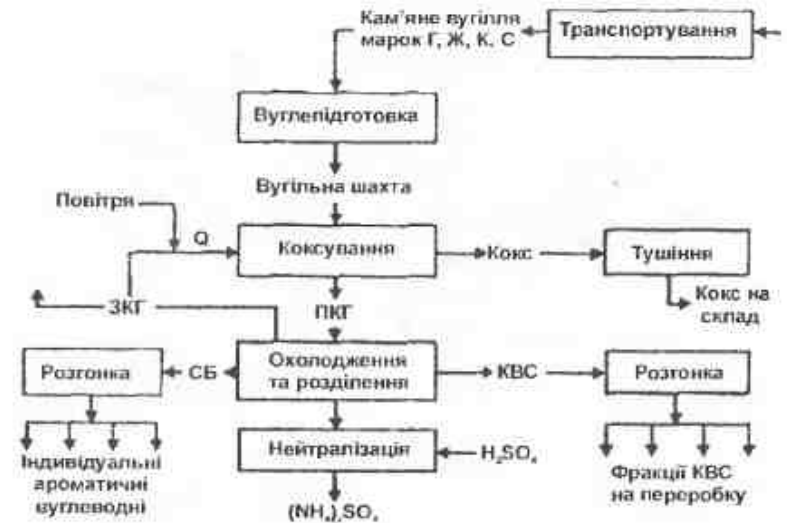 Кам'яне вугілля
марок Г, Ж, К, С
Транспортування
Вуглепідготовка
Вугільна шахта
Повітря
Q
Коксування
Кокс
Тушіння
Кокс на
склад
ЗКГ
ПКГ
Розгонка
СБ
Охолодження
та розділення
КВС
Розгонка
Нейтралізація
H₂SO₄
Індивідуальні
ароматичні
вуглеводні
(NH₄)₂SO₄
Фракції КВС
на переробку